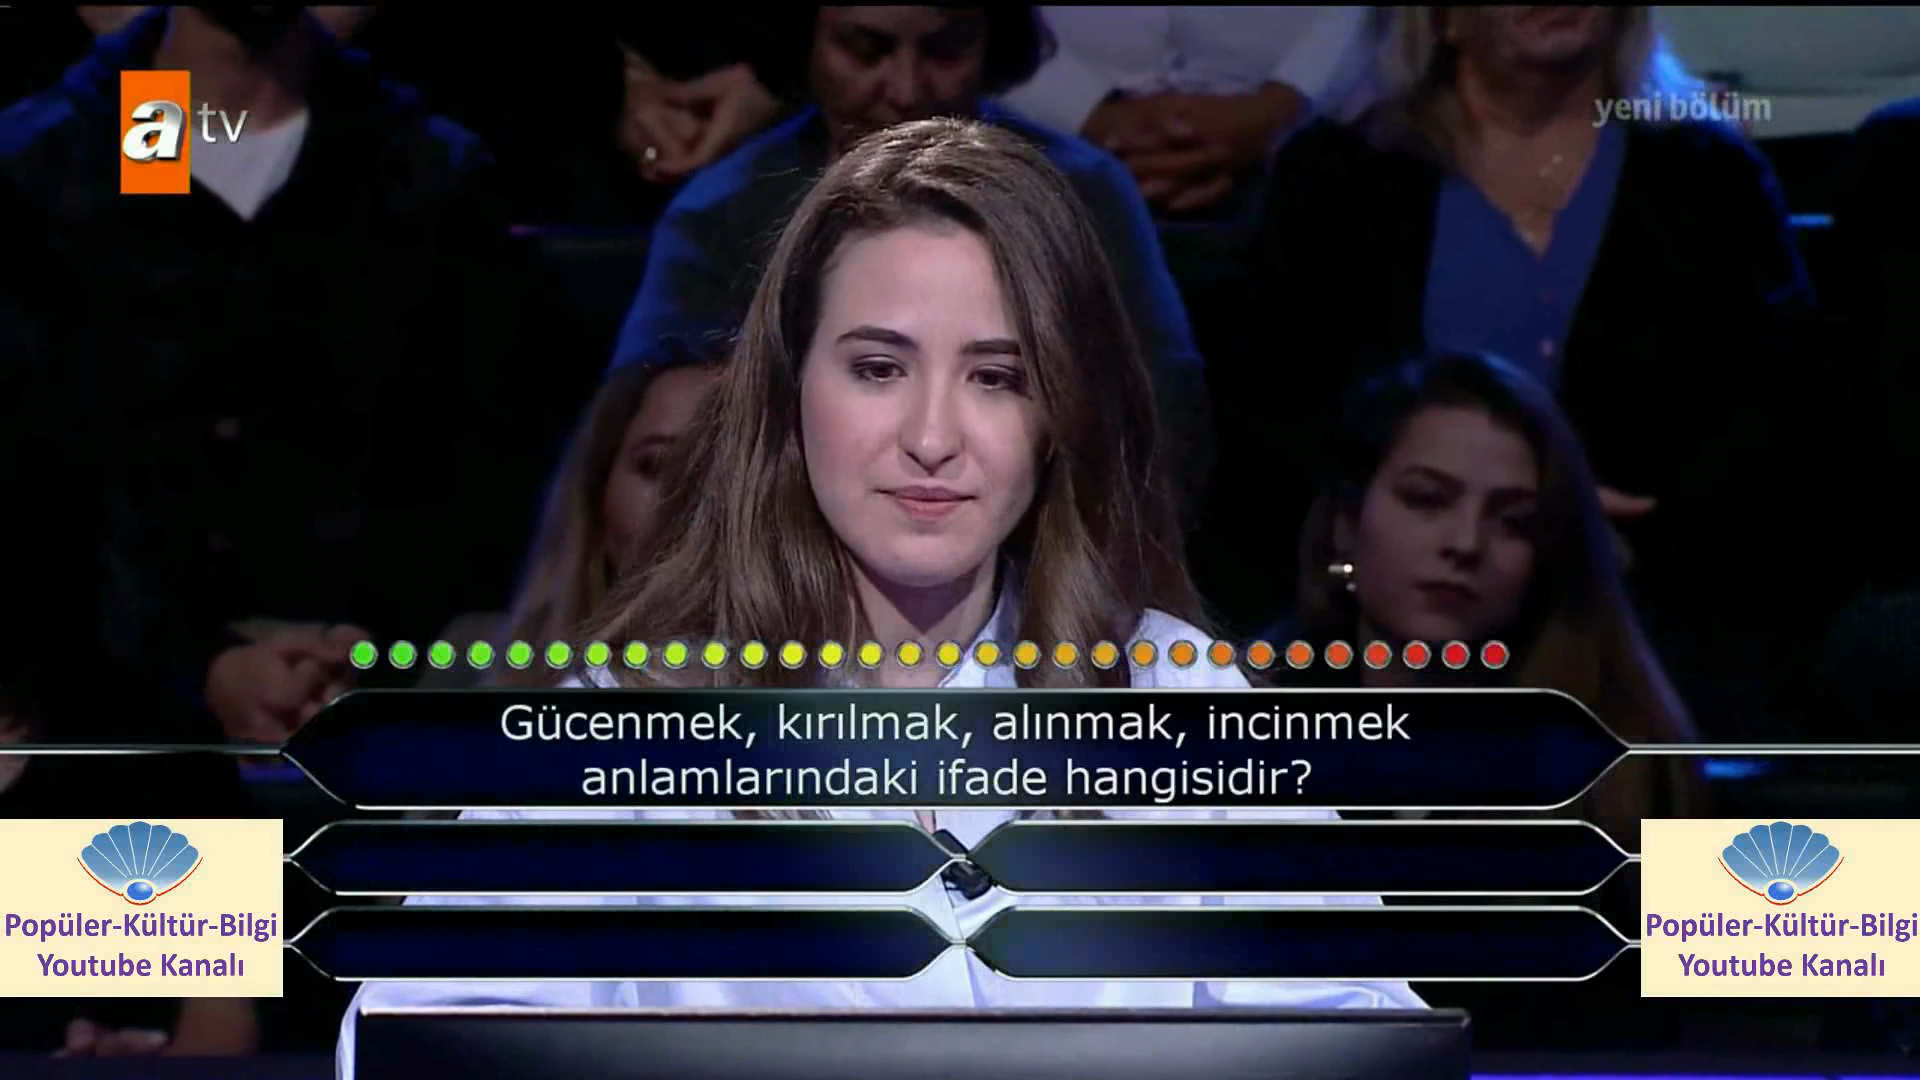 atv
yeni bölüm
Gücenmek, kırılmak, alınmak, incinmek
anlamlarındaki ifade hangisidir?
Popüler-Kültür-Bilgi
Youtube Kanalı
Popüler-Kültür-Bilgi
Youtube Kanalı